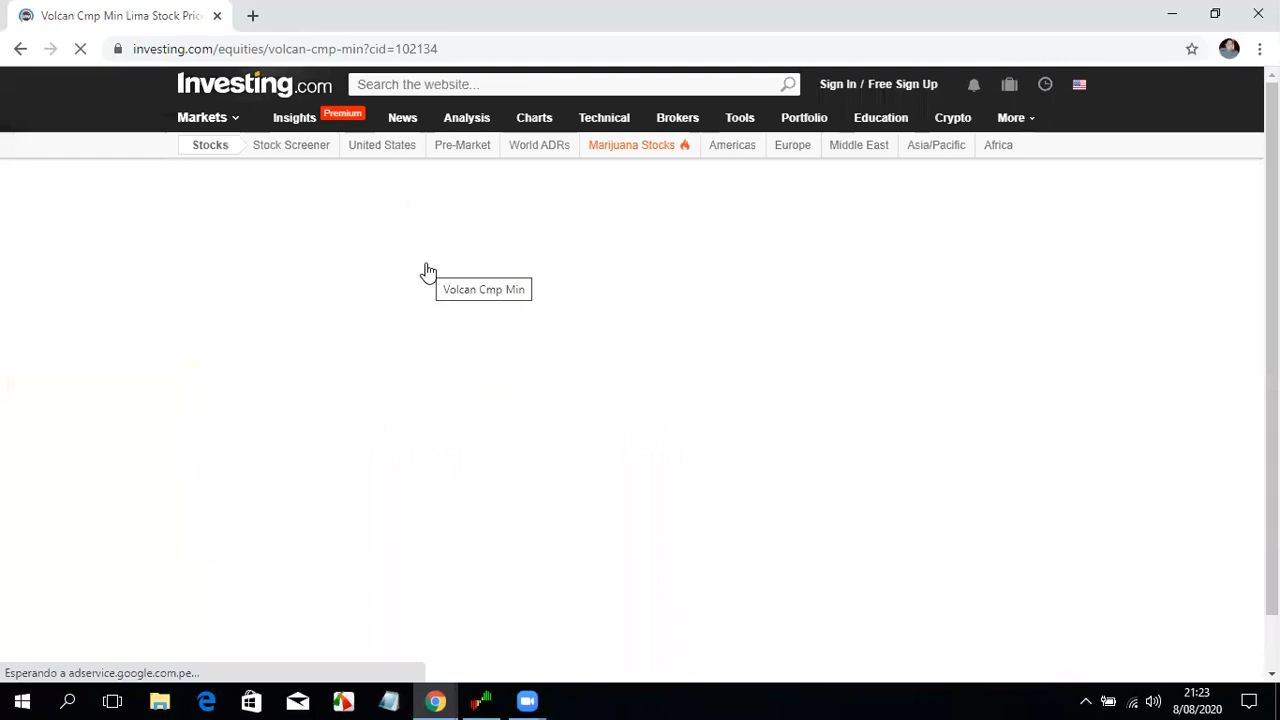 Volcan Cmp Min Lima Stock Pric
investing.com/equities/volcan-cmp-min?cid=102134
Investing.com
Search the website...
Sign In / Free Sign Up
Markets
Insights
Premium
News
Analysis
Charts
Technical
Brokers
Tools
Portfolio
Education
Crypto
More
Stocks
Stock Screener
United States
Pre-Market
World ADRs
Marijuana Stocks
Americas
Europe
Middle East
Asia/Pacific
Africa
Volcan Cmp Min
Esperando a adservice.google.com.pe...
21:23
8/08/2020